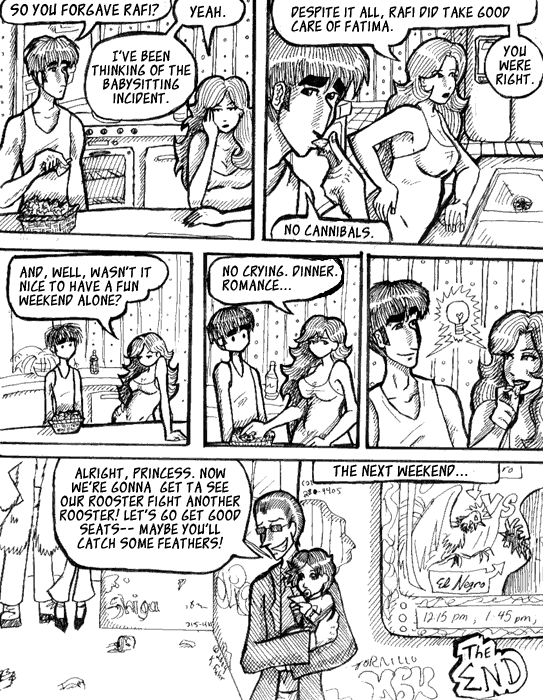 SO YOU FORGAVE RAFI?
YEAH.
I'VE BEEN
THINKING OF THE
BABYSITTING
INCIDENT.
DESPITE IT ALL, RAFI DID TAKE GOOD
CARE OF FATIMA.
YOU
WERE
RIGHT.
NO CANNIBALS.
AND, WELL, WASN'T IT
NICE TO HAVE A FUN
WEEKEND ALONE?
NO CRYING. DINNER.
ROMANCE...
THE NEXT WEEKEND...
ALRIGHT, PRINCESS. NOW
WE'RE GONNA GET TA SEE
OUR ROOSTER FIGHT ANOTHER
ROOSTER! LET'S GO GET GOOD
SEATS-- MAYBE YOU'LL
CATCH SOME FEATHERS!
VS
El Negro
12:15 pm, 1:45 pm,
TORNILLO
The
END